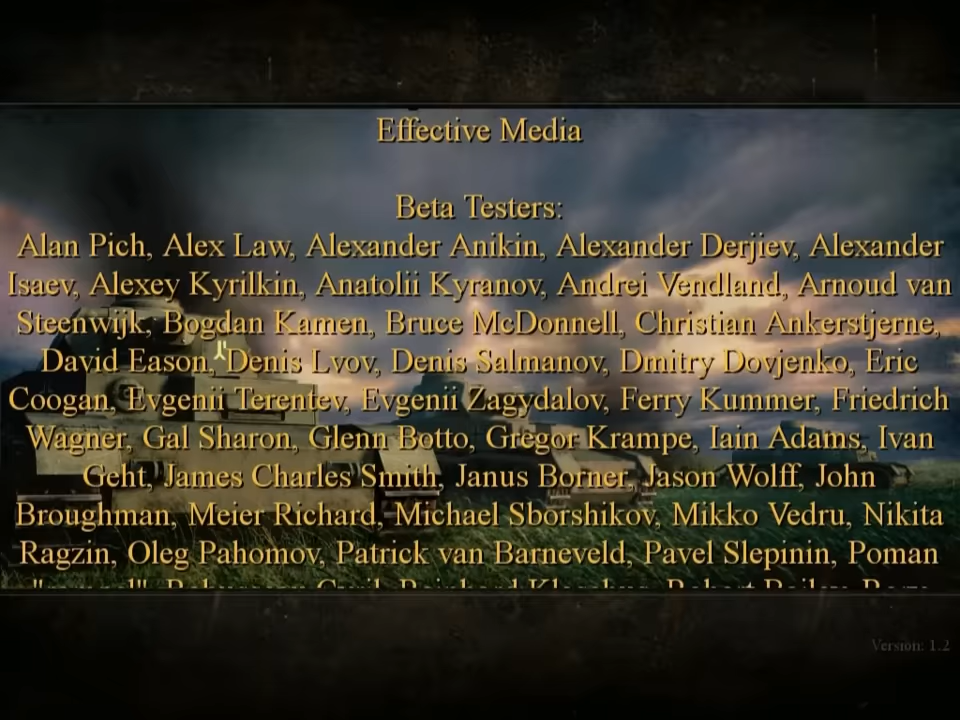 Effective Media
Beta Testers:
Alan Pich, Alex Law, Alexander Anikin, Alexander Derjiev, Alexander
Isaev, Alexey Kyrilkin, Anatolii Kyranov, Andrei Vendland, Arnoud van
Steenwijk, Bogdan Kamen, Bruce McDonnell, Christian Ankerstjerne,
David Eason, Denis Lvov, Denis Salmanov, Dmitry Dovjenko, Eric
Coogan, Evgenii Terentev, Evgenii Zagydalov, Ferry Kummer, Friedrich
Wagner, Gal Sharon, Glenn Botto, Gregor Krampe, Iain Adams, Ivan
Geht, James Charles Smith, Janus Borner, Jason Wolff, John
Broughman, Meier Richard, Michael Sborshikov, Mikko Vedru, Nikita
Ragzin, Oleg Pahomov, Patrick van Barneveld, Pavel Slepinin, Poman
Version: 1.2